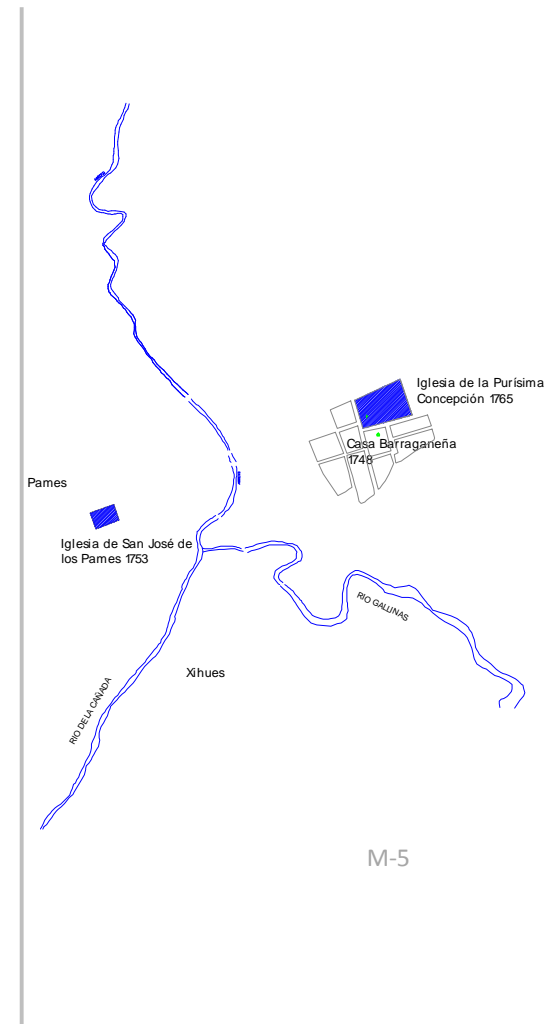 Iglesia de la Purísima
Concepción 1765
Casa Barraganeña
1748
Pames
Iglesia de San José de
los Pames 1753
RIO GALLINAS
Xihues
RIO DE LA CAÑADA
M-5